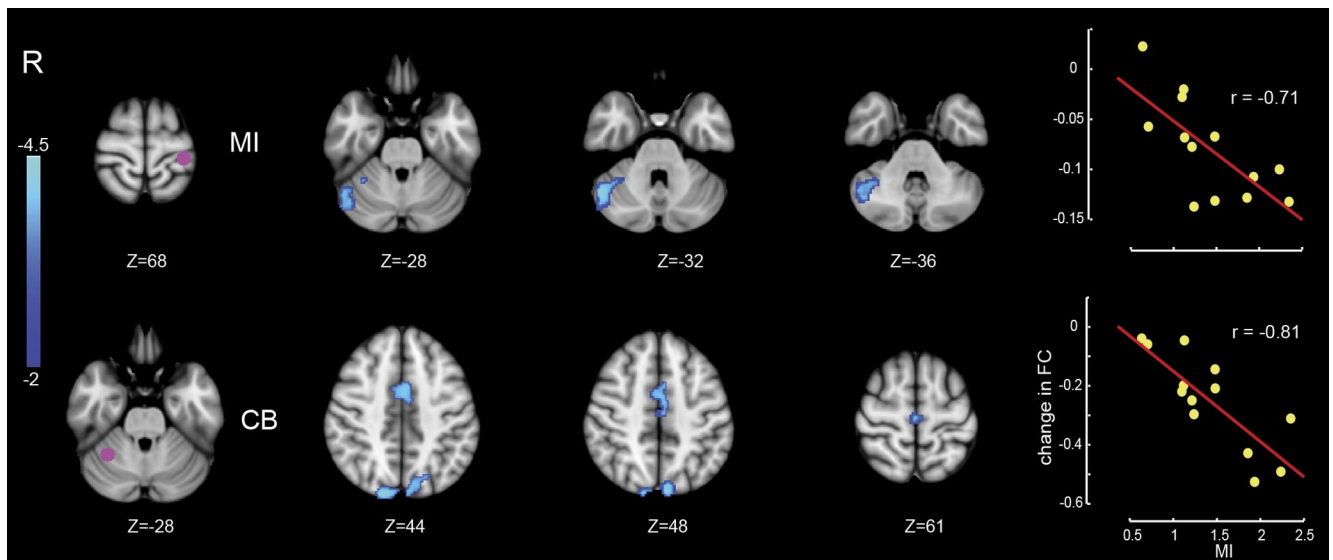 R
MI
-4.5
-2
Z=68
Z=-28
Z=-32
Z=-36
0
-0.05
-0.1
-0.15
r = -0.71
CB
Z=-28
Z=44
Z=48
Z=61
change in FC
0
-0.2
-0.4
-0.6
r = -0.81
0.5 1 1.5 2 2.5
MI